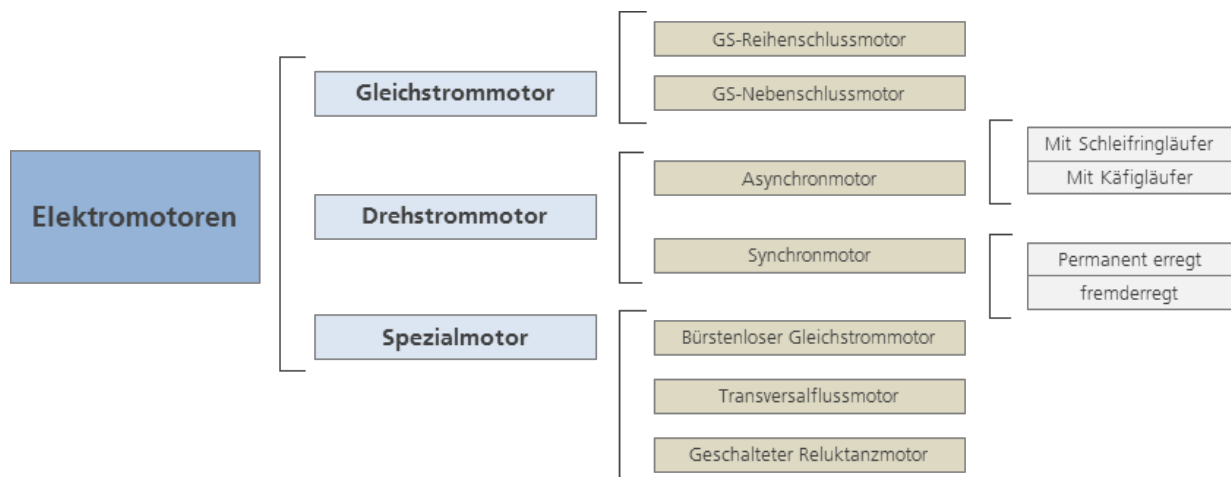 Elektromotoren
Gleichstrommotor
GS-Reihenschlussmotor
GS-Nebenschlussmotor
Drehstrommotor
Asynchronmotor
Mit Schleifringläufer
Mit Käfigläufer
Synchronmotor
Permanent erregt
fremderregt
Spezialmotor
Bürstenloser Gleichstrommotor
Transversalflussmotor
Geschalteter Reluktanzmotor